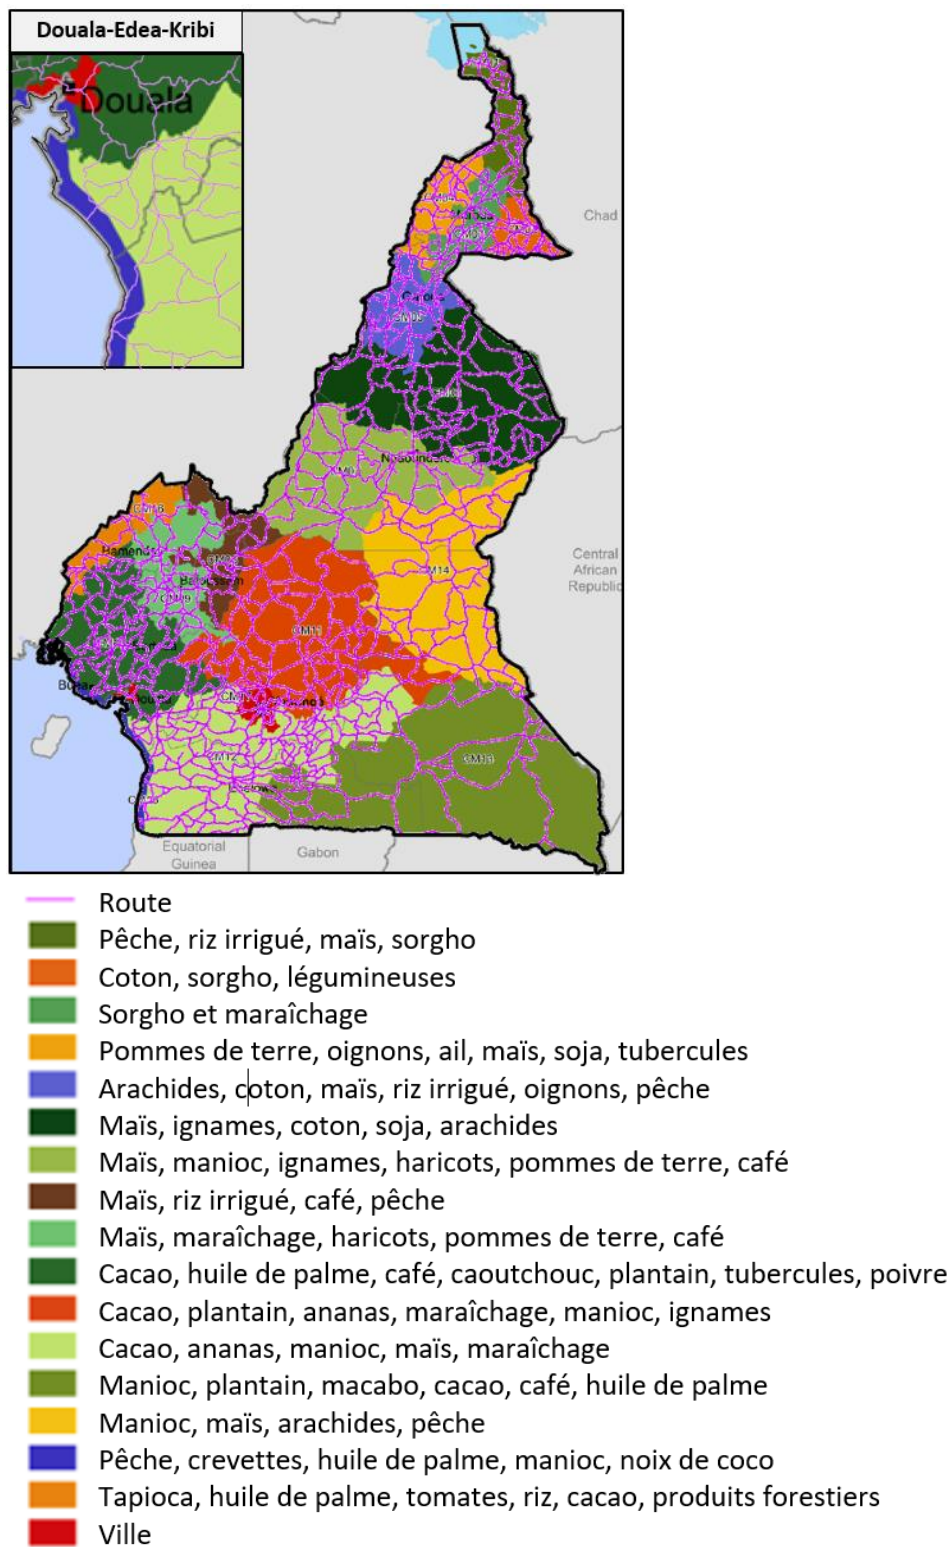 Douala-Edea-Kribi
Douala
Chad
Central
African
Republic
CM14
CM11
CM12
CM13
CM09
Bamenda
Equatorial
Guinea
Gabon
Route
Pêche, riz irrigué, maïs, sorgho
Coton, sorgho, légumineuses
Sorgho et maraîchage
Pommes de terre, oignons, ail, maïs, soja, tubercules
Arachides, coton, maïs, riz irrigué, oignons, pêche
Maïs, ignames, coton, soja, arachides
Maïs, manioc, ignames, haricots, pommes de terre, café
Maïs, riz irrigué, café, pêche
Maïs, maraîchage, haricots, pommes de terre, café
Cacao, huile de palme, café, caoutchouc, plantain, tubercules, poivre
Cacao, plantain, ananas, maraîchage, manioc, ignames
Cacao, ananas, manioc, maïs, maraîchage
Manioc, plantain, macabo, cacao, café, huile de palme
Manioc, maïs, arachides, pêche
Pêche, crevettes, huile de palme, manioc, noix de coco
Tapioca, huile de palme, tomates, riz, cacao, produits forestiers
Ville